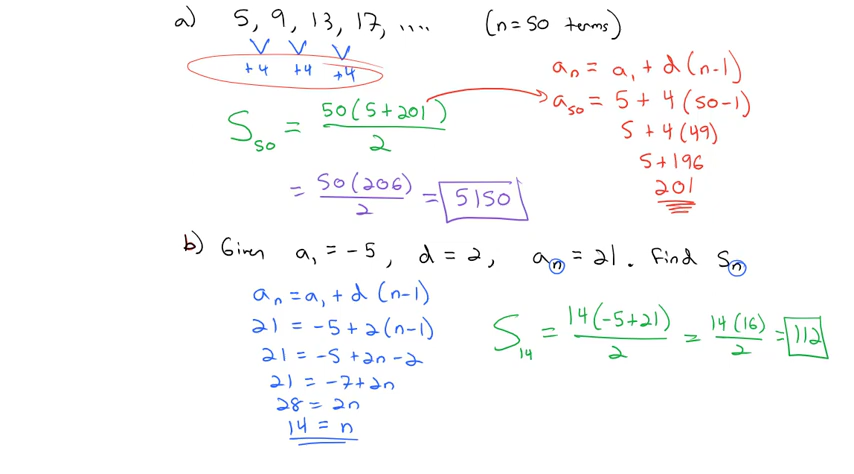 a) 5, 9, 13, 17, .... (n = 50 terms)
+4 +4 +4
aₙ = a₁ + d(n-1)
a₅₀ = 5 + 4(50-1)
5 + 4(49)
5 + 196
201
S₅₀ = 50(5+201)/2
= 50(206)/2 = 5150
b) Given a₁ = -5, d = 2, aₙ = 21. Find Sₙ
aₙ = a₁ + d(n-1)
21 = -5 + 2(n-1)
21 = -5 + 2n - 2
21 = -7 + 2n
28 = 2n
14 = n
S₁₄ = 14(-5+21)/2 = 14(16)/2 = 112